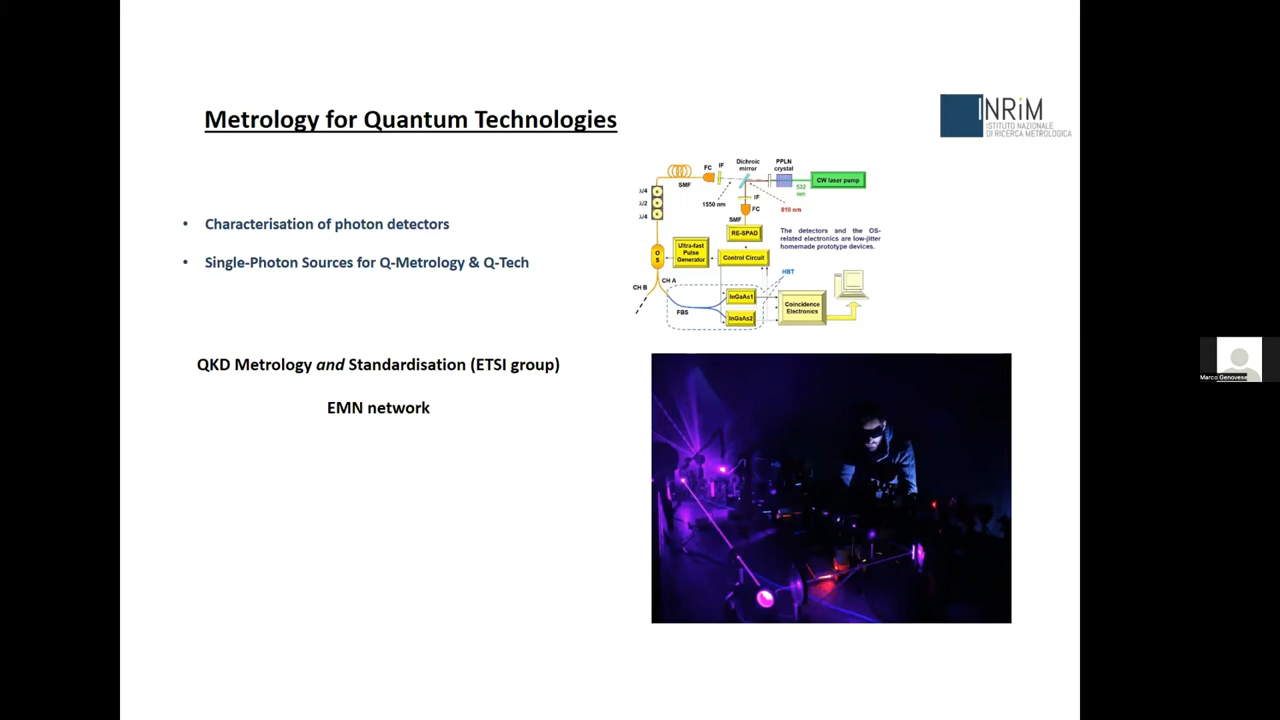 Metrology for Quantum Technologies
INRiM
ISTITUTO NAZIONALE
DI RICERCA METROLOGICA
• Characterisation of photon detectors
• Single-Photon Sources for Q-Metrology & Q-Tech
QKD Metrology and Standardisation (ETSI group)
EMN network
SMF
FC
IF
Dichroic
mirror
PPLN
crystal
CW laser pump
532
nm
λ/4
λ/2
λ/4
1550 nm
IF
FC
810 nm
SMF
RE-SPAD
The detectors and the OS-
related electronics are low-jitter
homemade prototype devices.
OS
Ultra-fast
Pulse
Generator
Control Circuit
HBT
CH A
CH B
FBS
InGaAs1
InGaAs2
Coincidence
Electronics
Marco Genovese